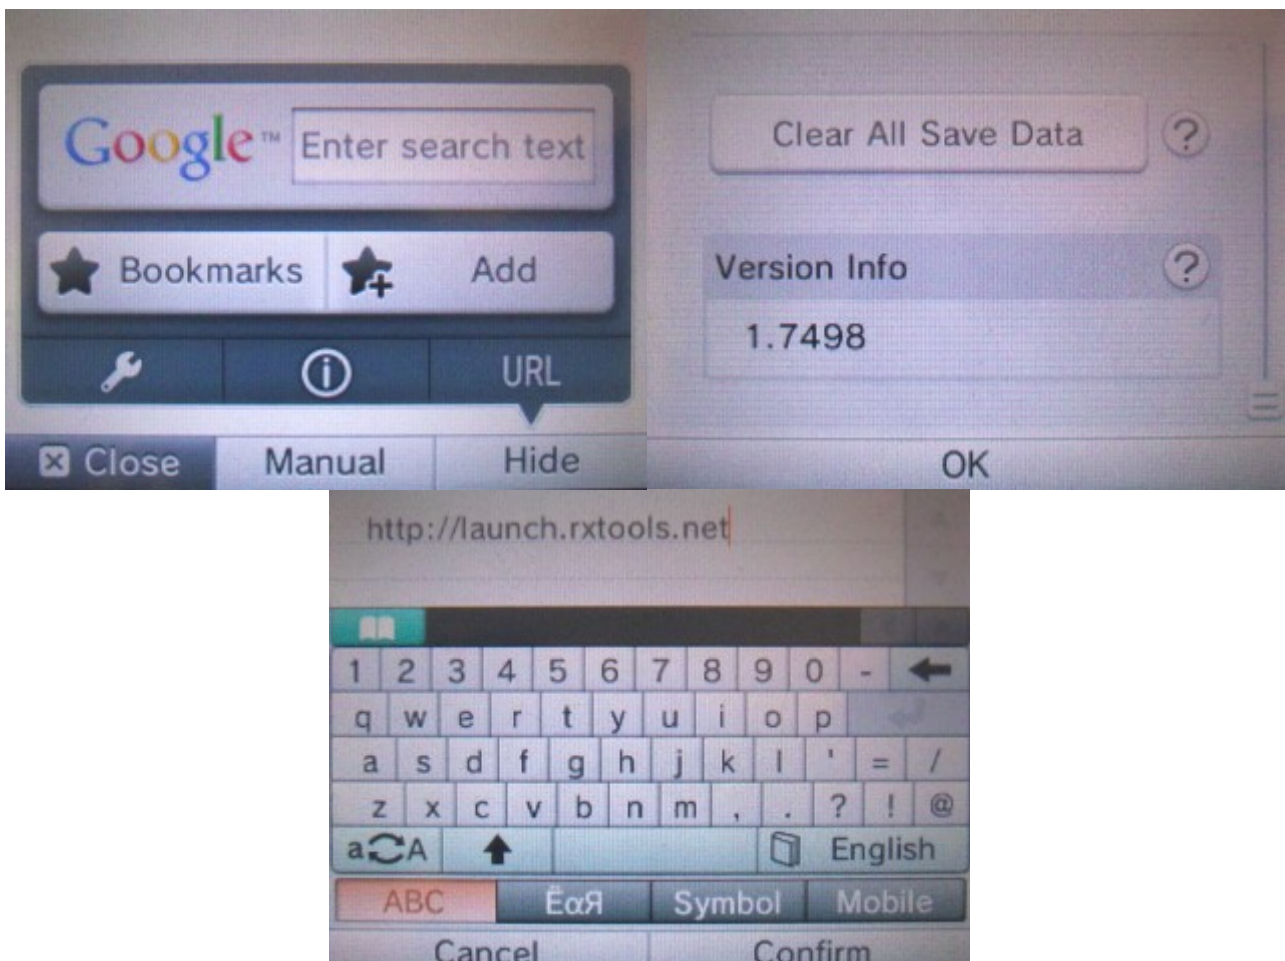 Google™ Enter search text
Bookmarks Add
URL
Close Manual Hide
Clear All Save Data ?
Version Info ?
1.7498
OK
http://launch.rxtools.net
1 2 3 4 5 6 7 8 9 0 -
q w e r t y u i o p
a s d f g h j k l ' = /
z x c v b n m , . ? ! @
a A English
ABC ËαЯ Symbol Mobile
Cancel Confirm